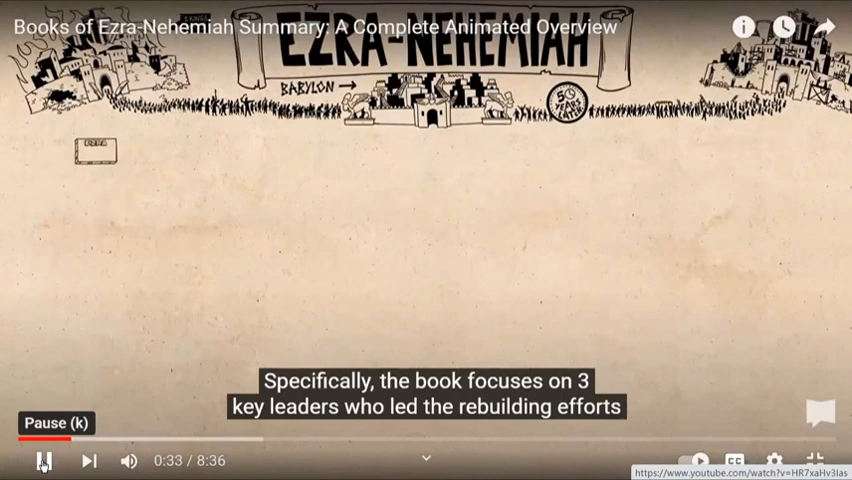 Books of Ezra-Nehemiah Summary: A Complete Animated Overview
EZRA-NEHEMIAH
BABYLON →
50
YEARS
LATER
Specifically, the book focuses on 3
key leaders who led the rebuilding efforts
Pause (k)
0:33 / 8:36
https://www.youtube.com/watch?v=HR7xaHv3Ias